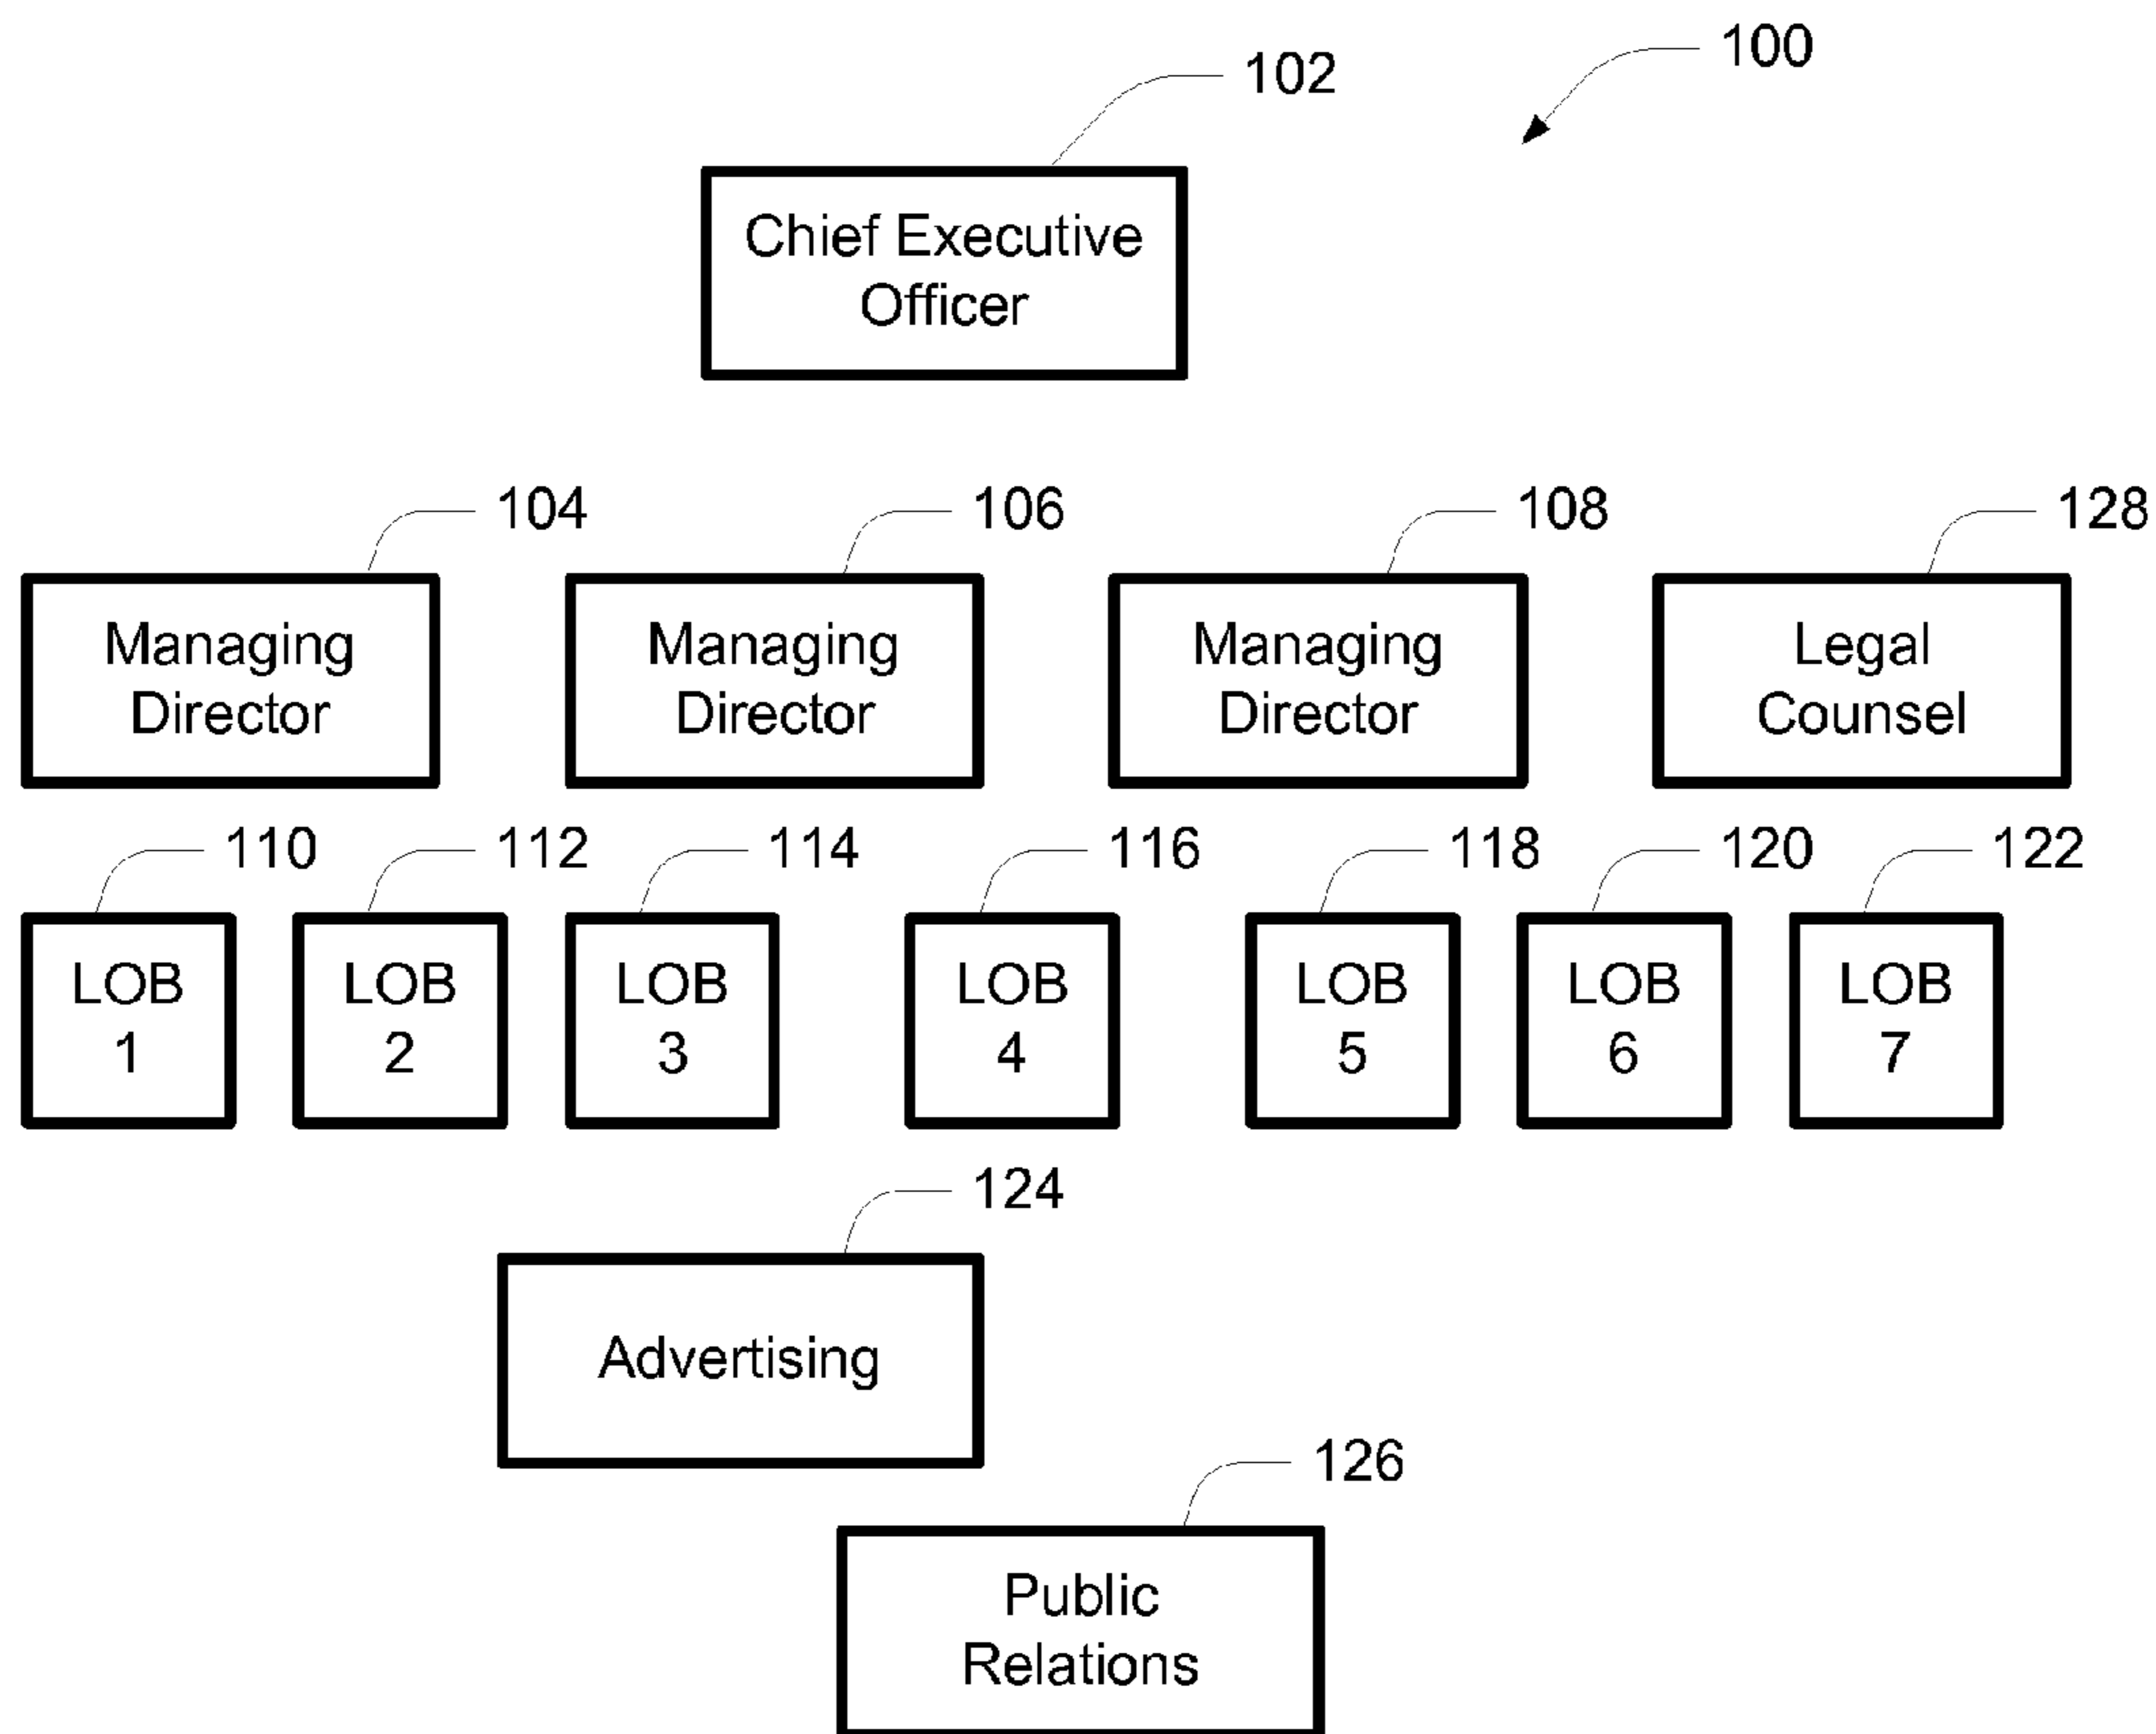 100
102
Chief Executive
Officer
104
106
108
128
Managing
Director
Managing
Director
Managing
Director
Legal
Counsel
110
112
114
116
118
120
122
LOB
1
LOB
2
LOB
3
LOB
4
LOB
5
LOB
6
LOB
7
124
Advertising
126
Public
Relations